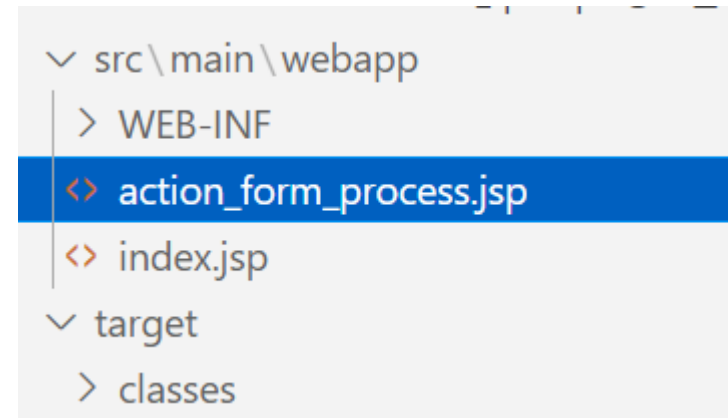 src\main\webapp
WEB-INF
action_form_process.jsp
index.jsp
target
classes